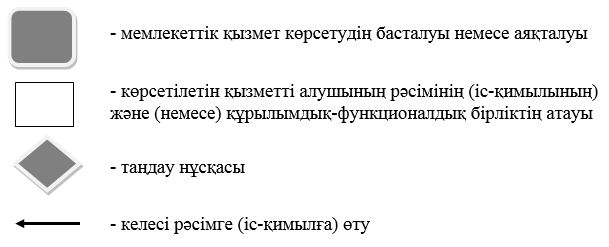 - мемлекеттік қызмет көрсетудің басталуы немесе аяқталуы
- көрсетілетін қызметті алушының рәсімінің (іс-қимылының)
және (немесе) құрылымдық-функционалдық бірліктің атауы
- таңдау нұсқасы
- келесі рәсімге (іс-қимылға) өту